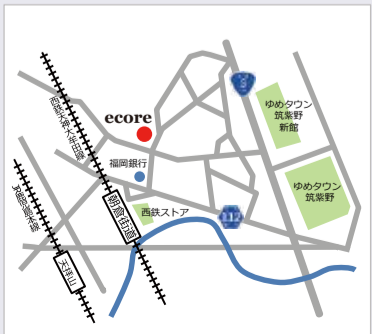 西鉄天神大牟田線
3
ecore
ゆめタウン
筑紫野
新館
福岡銀行
ゆめタウン
筑紫野
朝倉街道
西鉄ストア
112
JR鹿児島本線
天拝山